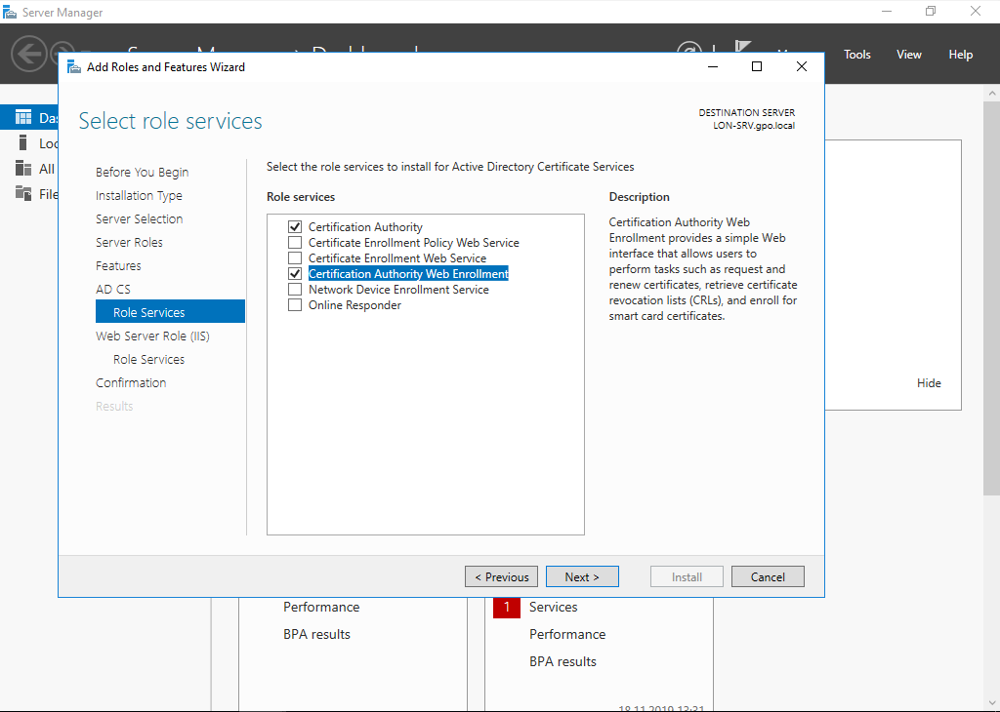 Server Manager
Tools View Help
Add Roles and Features Wizard
Select role services
DESTINATION SERVER
LON-SRV.gpo.local
Before You Begin
Installation Type
Server Selection
Server Roles
Features
AD CS
Role Services
Web Server Role (IIS)
Role Services
Confirmation
Results
Select the role services to install for Active Directory Certificate Services
Role services
Certification Authority
Certificate Enrollment Policy Web Service
Certificate Enrollment Web Service
Certification Authority Web Enrollment
Network Device Enrollment Service
Online Responder
Description
Certification Authority Web
Enrollment provides a simple Web
interface that allows users to
perform tasks such as request and
renew certificates, retrieve certificate
revocation lists (CRLs), and enroll for
smart card certificates.
< Previous
Next >
Install
Cancel
All
File
Hide
Performance
BPA results
1 Services
Performance
BPA results
18.11.2019 13:31